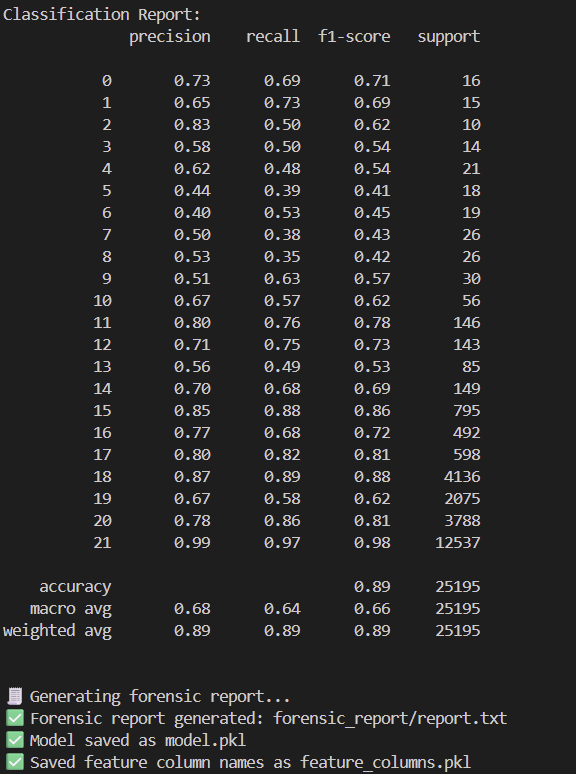 Classification Report:
precision recall f1-score support
0 0.73 0.69 0.71 16
1 0.65 0.73 0.69 15
2 0.83 0.50 0.62 10
3 0.58 0.50 0.54 14
4 0.62 0.48 0.54 21
5 0.44 0.39 0.41 18
6 0.40 0.53 0.45 19
7 0.50 0.38 0.43 26
8 0.53 0.35 0.42 26
9 0.51 0.63 0.57 30
10 0.67 0.57 0.62 56
11 0.80 0.76 0.78 146
12 0.71 0.75 0.73 143
13 0.56 0.49 0.53 85
14 0.70 0.68 0.69 149
15 0.85 0.88 0.86 795
16 0.77 0.68 0.72 492
17 0.80 0.82 0.81 598
18 0.87 0.89 0.88 4136
19 0.67 0.58 0.62 2075
20 0.78 0.86 0.81 3788
21 0.99 0.97 0.98 12537
accuracy 0.89 25195
macro avg 0.68 0.64 0.66 25195
weighted avg 0.89 0.89 0.89 25195
Generating forensic report...
Forensic report generated: forensic_report/report.txt
Model saved as model.pkl
Saved feature column names as feature_columns.pkl